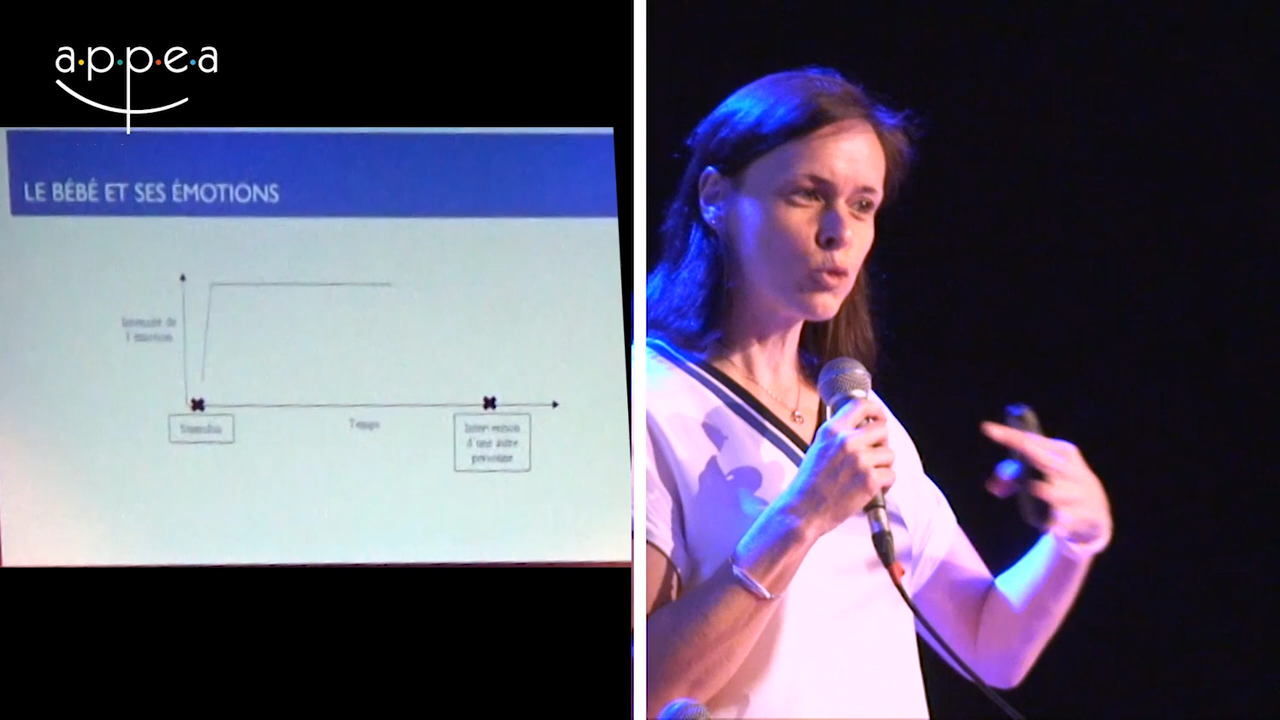 a·p·p·e·a
LE BÉBÉ ET SES ÉMOTIONS
Intensité de
l'émotion
Stimulus
Temps
Intervention
d'une autre
personne